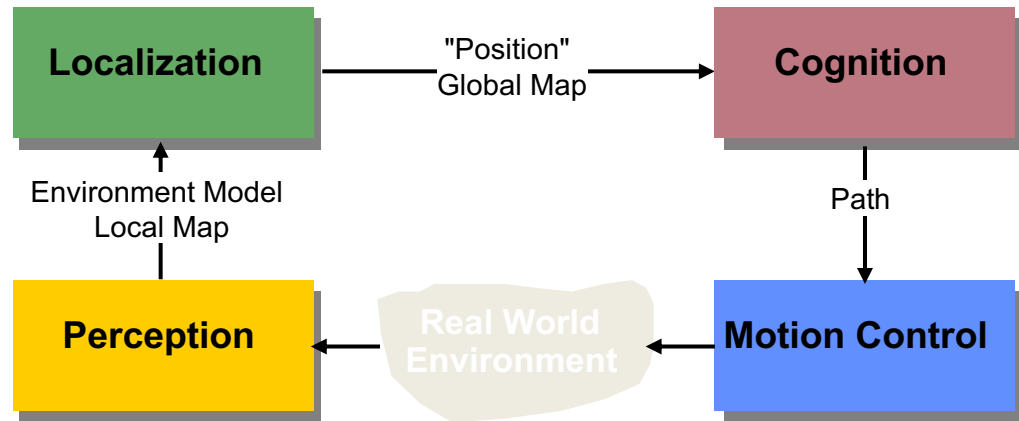 Localization
"Position"
Global Map
Cognition
Environment Model
Local Map
Path
Perception
Real World
Environment
Motion Control